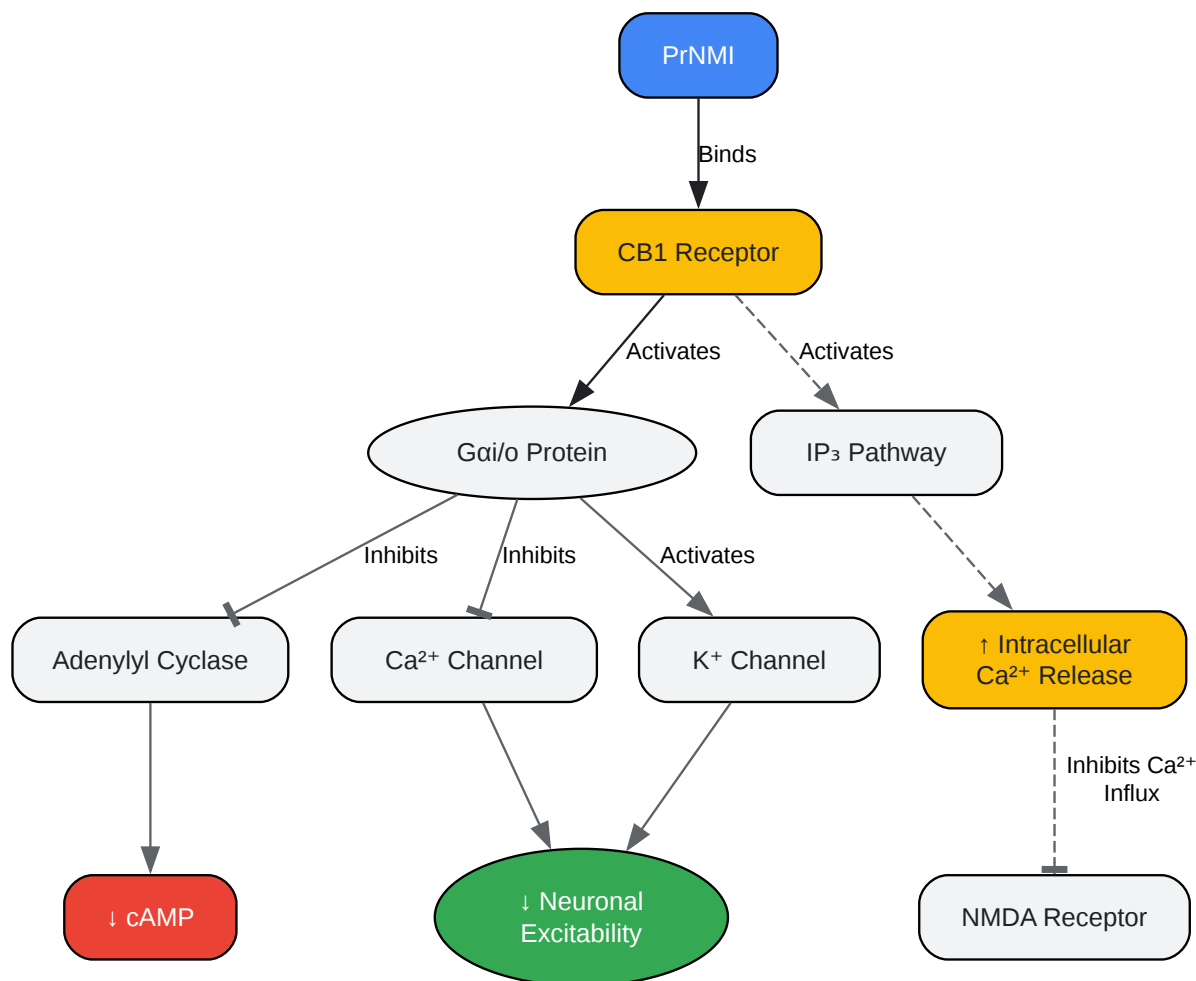 PrNMI
Binds
CB1 Receptor
Activates
Activates
Gαi/o Protein
IP₃ Pathway
Inhibits
Inhibits
Activates
Adenylyl Cyclase
Ca²⁺ Channel
K⁺ Channel
↑ Intracellular
Ca²⁺ Release
Inhibits Ca²⁺
Influx
↓ cAMP
↓ Neuronal
Excitability
NMDA Receptor